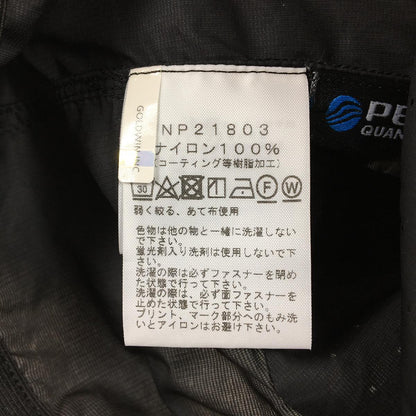 GOLDWIN INC
NP21803
ナイロン100%
(コーティング等樹脂加工)
30
F
W
弱く絞る、あて布使用
色物は他の物と一緒に洗濯しない
で下さい。
蛍光剤入り洗剤は使用しないで下
さい。
洗濯の際は必ずファスナーを閉め
た状態で行って下さい。
洗濯の際は、必ず面ファスナーを
止めた状態で行って下さい。
プリント、マーク部分へのもみ洗
いとアイロンはお避け下さい。
PE
QUAN